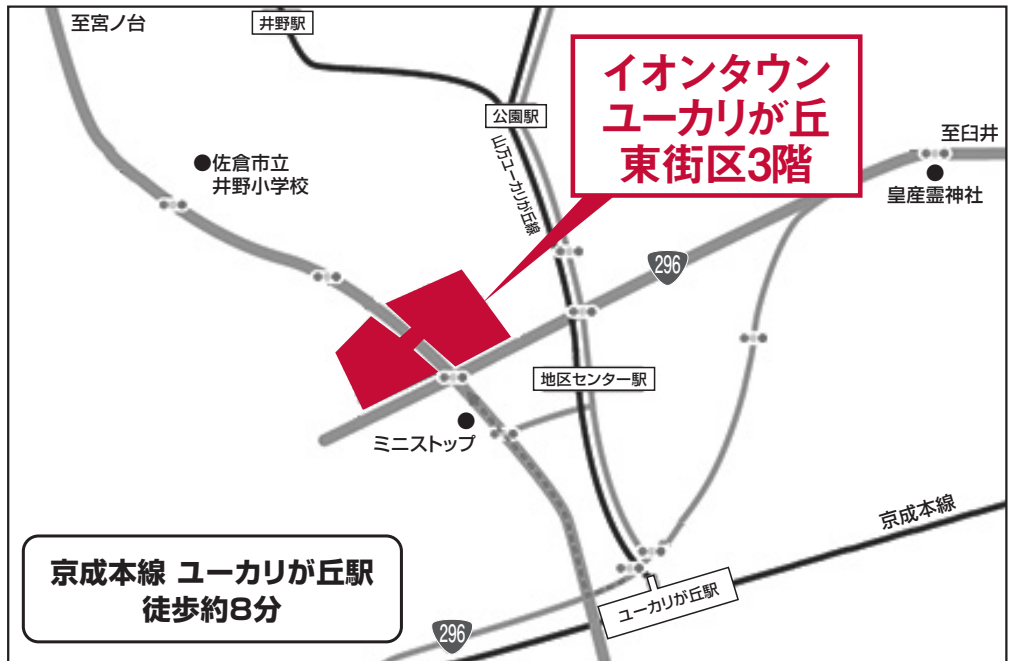 至宮ノ台
井野駅
イオンタウン
ユーカリが丘
東街区3階
公園駅
至臼井
佐倉市立
井野小学校
山万ユーカリが丘線
皇産霊神社
296
地区センター駅
ミニストップ
京成本線
京成本線 ユーカリが丘駅
徒歩約8分
ユーカリが丘駅
296